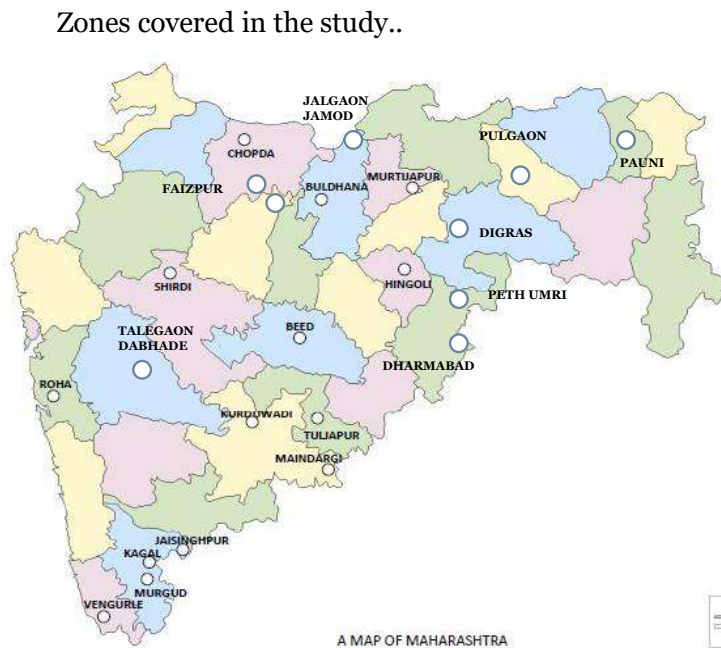 Zones covered in the study..
JALGAON
JAMOD
CHOPDA
PULGAON
PAUNI
FAIZPUR
BULDHANA
MURTIJAPUR
DIGRAS
SHIRDI
HINGOLI
PETH UMRI
TALEGAON
DABHADE
BEED
DHARMABAD
ROHA
KURDUWADI
TULJAPUR
MAINDARGI
JAISINGHPUR
KAGAL
MURGUD
VENGURLE
A MAP OF MAHARASHTRA